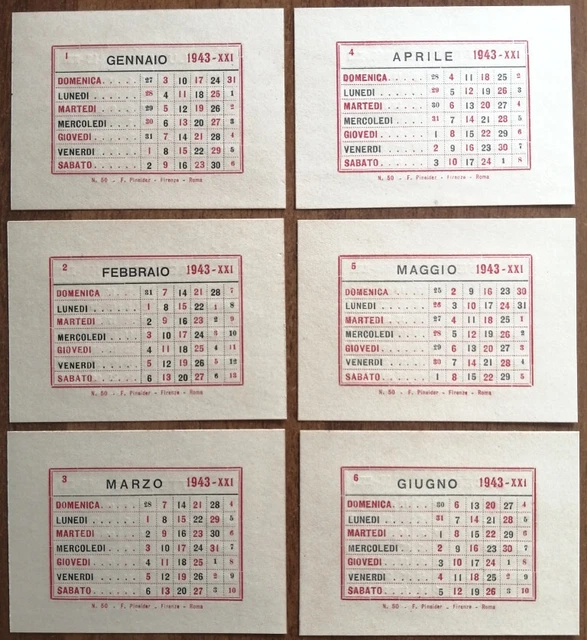 1 GENNAIO 1943-XXI
DOMENICA..... 27 3 10 17 24 31
LUNEDI ...... 28 4 11 18 25 1
MARTEDI ..... 29 5 12 19 26 2
MERCOLEDI ... 30 6 13 20 27 3
GIOVEDI ..... 31 7 14 21 28 4
VENERDI ..... 1 8 15 22 29 5
SABATO....... 2 9 16 23 30 6
N. 50 - F. Pineider - Firenze - Roma
4 APRILE 1943-XXI
DOMENICA..... 28 4 11 18 25 2
LUNEDI ...... 29 5 12 19 26 3
MARTEDI ..... 30 6 13 20 27 4
MERCOLEDI ... 31 7 14 21 28 5
GIOVEDI ..... 1 8 15 22 29 6
VENERDI ..... 2 9 16 23 30 7
SABATO....... 3 10 17 24 1 8
N. 50 - F. Pineider - Firenze - Roma
2 FEBBRAIO 1943-XXI
DOMENICA ..... 31 7 14 21 28 7
LUNEDI ...... 1 8 15 22 1 8
MARTEDI ..... 2 9 16 23 2 9
MERCOLEDI ... 3 10 17 24 3 10
GIOVEDI ..... 4 11 18 25 4 11
VENERDI ..... 5 12 19 26 5 12
SABATO....... 6 13 20 27 6 13
N. 50 - F. Pineider - Firenze - Roma
5 MAGGIO 1943-XXI
DOMENICA ..... 25 2 9 16 23 30
LUNEDI ...... 26 3 10 17 24 31
MARTEDI ..... 27 4 11 18 25 1
MERCOLEDI ... 28 5 12 19 26 2
GIOVEDI ..... 29 6 13 20 27 3
VENERDI ..... 30 7 14 21 28 4
SABATO....... 1 8 15 22 29 5
N. 50 - F. Pineider - Firenze - Roma
3 MARZO 1943-XXI
DOMENICA ..... 28 7 14 21 28 4
LUNEDI ...... 1 8 15 22 29 5
MARTEDI ..... 2 9 16 23 30 6
MERCOLEDI ... 3 10 17 24 31 7
GIOVEDI ..... 4 11 18 25 1 8
VENERDI ..... 5 12 19 26 2 9
SABATO....... 6 13 20 27 3 10
N. 50 - F. Pineider - Firenze - Roma
6 GIUGNO 1943-XXI
DOMENICA ..... 30 6 13 20 27 4
LUNEDI ...... 31 7 14 21 28 5
MARTEDI ..... 1 8 15 22 29 6
MERCOLEDI ... 2 9 16 23 30 7
GIOVEDI ..... 3 10 17 24 1 8
VENERDI ..... 4 11 18 25 2 9
SABATO....... 5 12 19 26 3 10
N. 50 - F. Pineider - Firenze - Roma